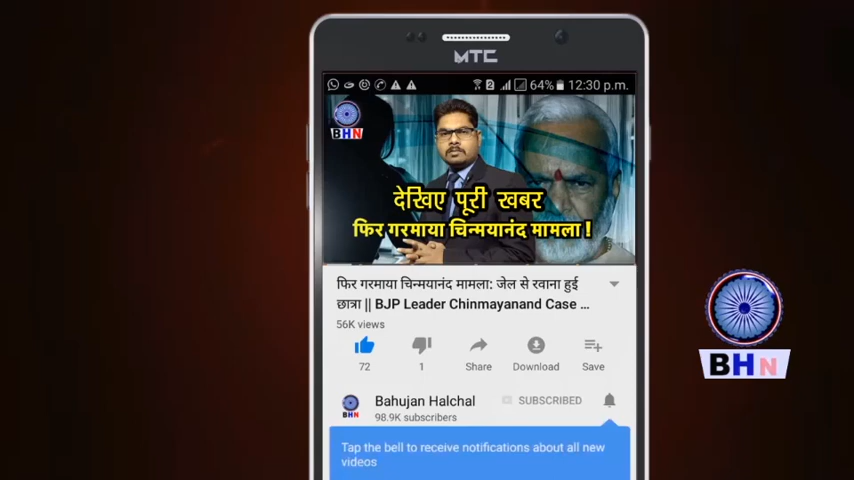 MTC
64% 12:30 p.m.
BHN
देखिए पूरी खबर
फिर गरमाया चिन्मयानंद मामला !
फिर गरमाया चिन्मयानंद मामला: जेल से रवाना हुई
छात्रा || BJP Leader Chinmayanand Case ...
56K views
72
1
Share
Download
Save
BHN
Bahujan Halchal
SUBSCRIBED
98.9K subscribers
Tap the bell to receive notifications about all new
videos
BHN